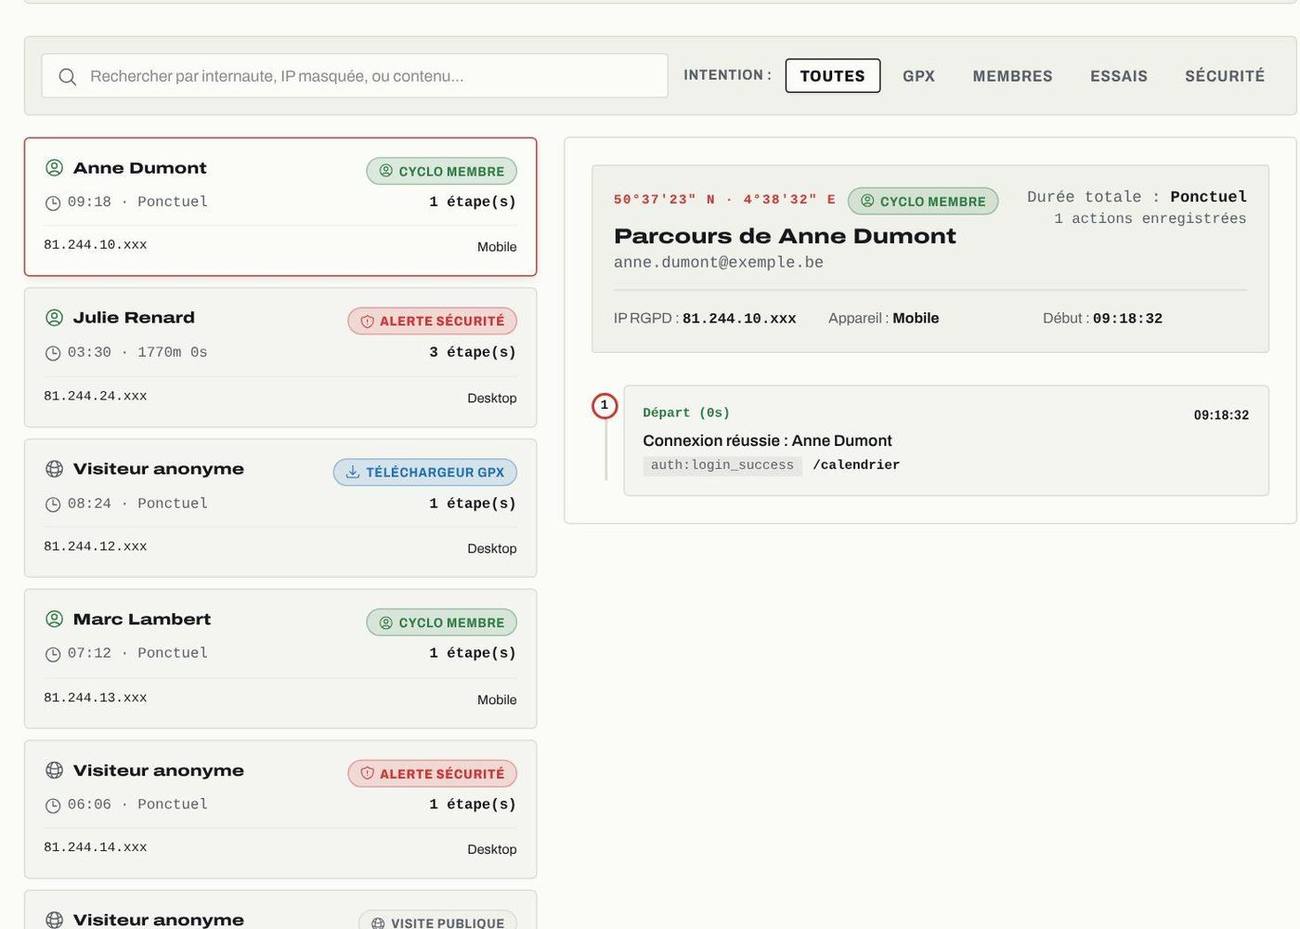 Rechercher par internaute, IP masquée, ou contenu...
INTENTION : TOUTES GPX MEMBRES ESSAIS SÉCURITÉ
Anne Dumont CYCLO MEMBRE
09:18 · Ponctuel 1 étape(s)
81.244.10.xxx Mobile
Julie Renard ALERTE SÉCURITÉ
03:30 · 1770m 0s 3 étape(s)
81.244.24.xxx Desktop
Visiteur anonyme TÉLÉCHARGEUR GPX
08:24 · Ponctuel 1 étape(s)
81.244.12.xxx Desktop
Marc Lambert CYCLO MEMBRE
07:12 · Ponctuel 1 étape(s)
81.244.13.xxx Mobile
Visiteur anonyme ALERTE SÉCURITÉ
06:06 · Ponctuel 1 étape(s)
81.244.14.xxx Desktop
Visiteur anonyme VISITE PUBLIQUE
50°37'23" N · 4°38'32" E CYCLO MEMBRE
Durée totale : Ponctuel
1 actions enregistrées
Parcours de Anne Dumont
anne.dumont@exemple.be
IP RGPD : 81.244.10.xxx Appareil : Mobile Début : 09:18:32
1
Départ (0s) 09:18:32
Connexion réussie : Anne Dumont
auth:login_success /calendrier